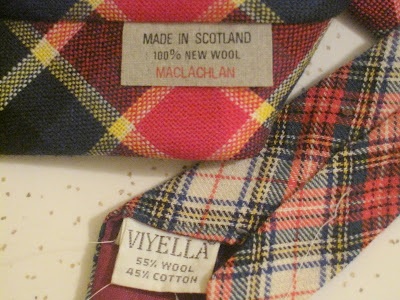 MADE IN SCOTLAND
100% NEW WOOL
MACLACHLAN
VIYELLA
55% WOOL
45% COTTON